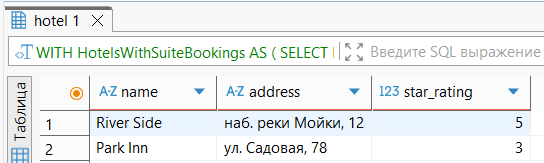 hotel 1
WITH HotelsWithSuiteBookings AS ( SELECT
Введите SQL выражение
Таблица
A-Z name
A-Z address
123 star_rating
1 River Side наб. реки Мойки, 12 5
2 Park Inn ул. Садовая, 78 3